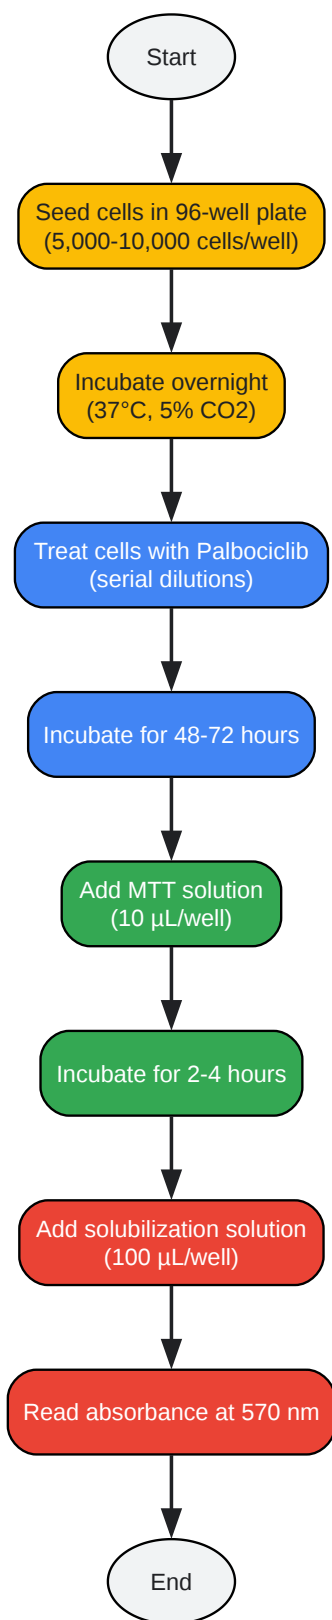 Start
Seed cells in 96-well plate
(5,000-10,000 cells/well)
Incubate overnight
(37°C, 5% CO2)
Treat cells with Palbociclib
(serial dilutions)
Incubate for 48-72 hours
Add MTT solution
(10 µL/well)
Incubate for 2-4 hours
Add solubilization solution
(100 µL/well)
Read absorbance at 570 nm
End